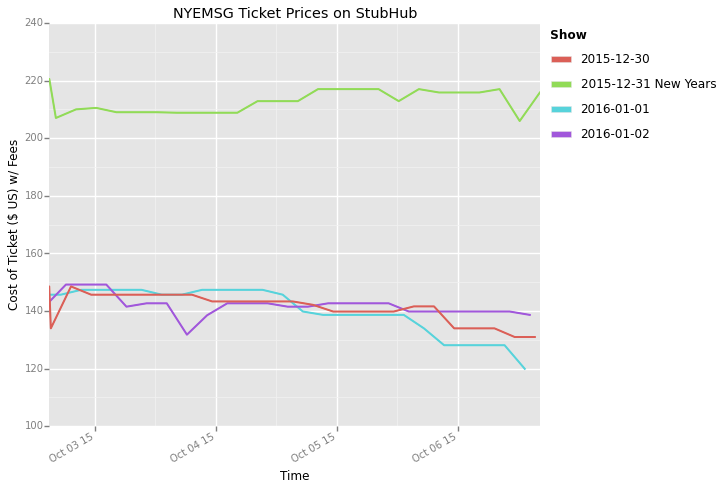 NYEMSG Ticket Prices on StubHub
Cost of Ticket ($ US) w/ Fees
240
220
200
180
160
140
120
100
Oct 03 15
Oct 04 15
Oct 05 15
Oct 06 15
Time
Show
2015-12-30
2015-12-31 New Years
2016-01-01
2016-01-02